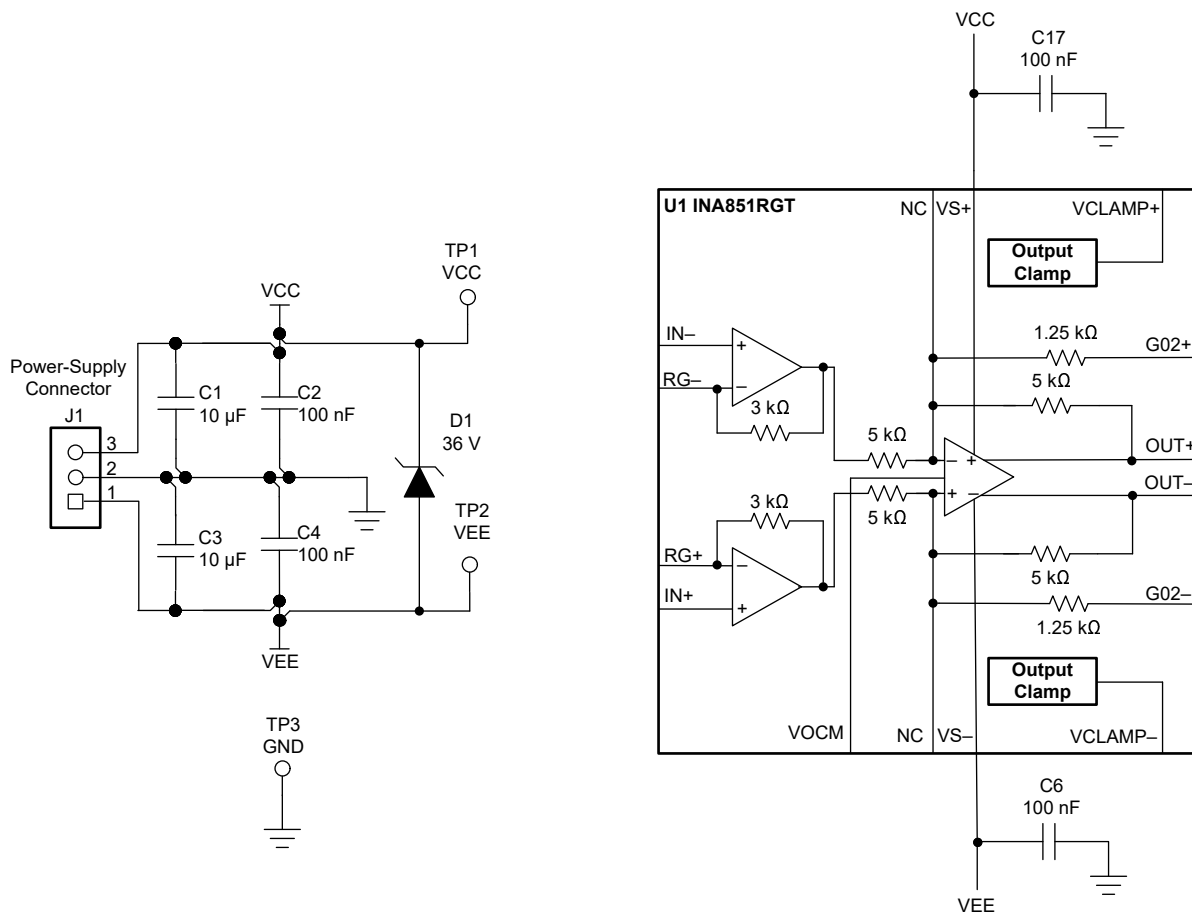 VCC
C17
100 nF
U1 INA851RGT
NC
VS+
VCLAMP+
Output
Clamp
TP1
VCC
VCC
IN–
RG–
3 kΩ
1.25 kΩ
G02+
5 kΩ
Power-Supply
Connector
J1
3
2
1
C1
10 µF
C2
100 nF
D1
36 V
5 kΩ
OUT+
OUT–
– +
+ –
+
–
5 kΩ
C3
10 µF
C4
100 nF
TP2
VEE
3 kΩ
RG+
IN+
–
+
5 kΩ
G02–
1.25 kΩ
VEE
Output
Clamp
TP3
GND
VOCM
NC
VS–
VCLAMP–
C6
100 nF
VEE